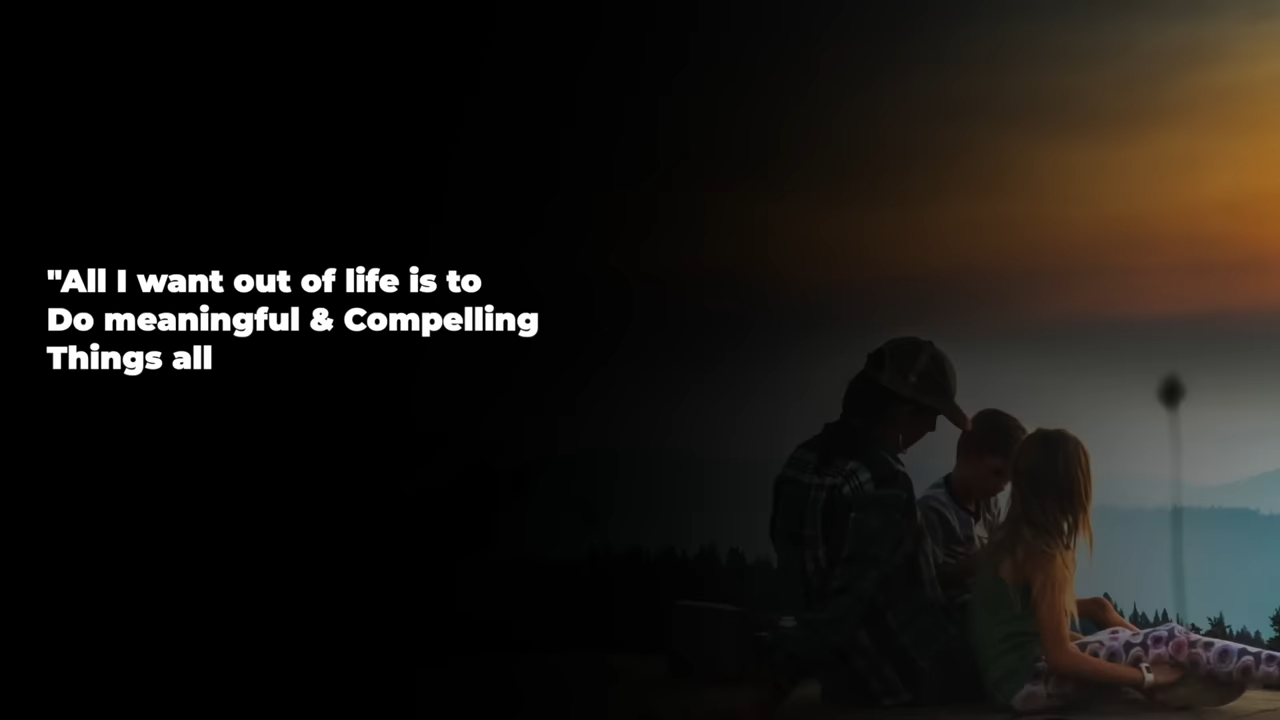 "All I want out of life is to
Do meaningful & Compelling
Things all